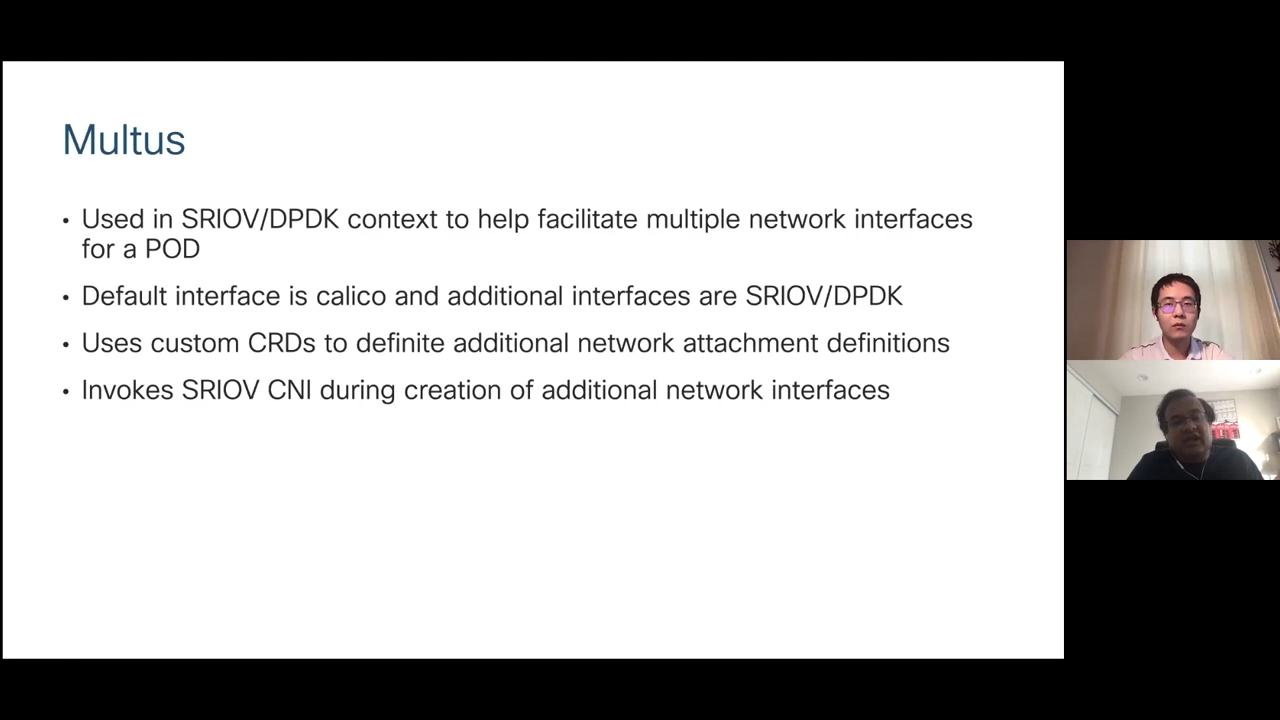 Multus
• Used in SRIOV/DPDK context to help facilitate multiple network interfaces
for a POD
• Default interface is calico and additional interfaces are SRIOV/DPDK
• Uses custom CRDs to definite additional network attachment definitions
• Invokes SRIOV CNI during creation of additional network interfaces